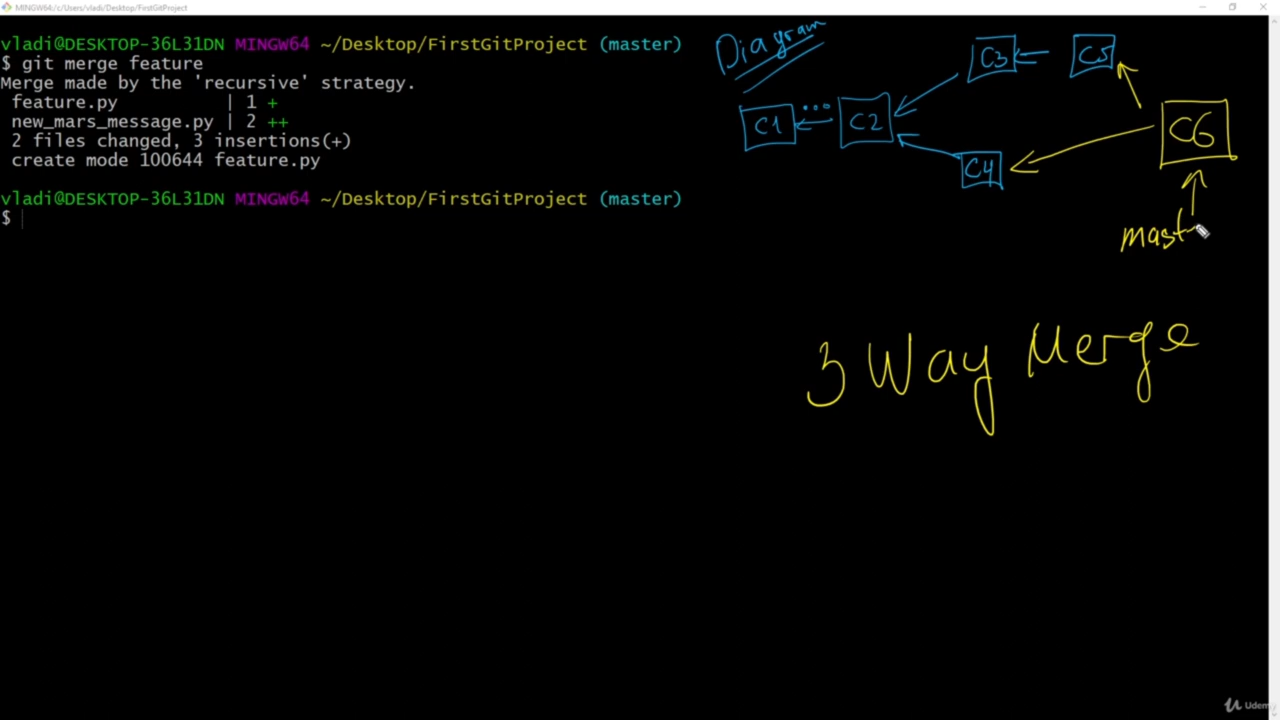 MINGW64:/c/Users/vladi/Desktop/FirstGitProject
vladi@DESKTOP-36L31DN MINGW64 ~/Desktop/FirstGitProject (master)
$ git merge feature
Merge made by the 'recursive' strategy.
feature.py | 1 +
new_mars_message.py | 2 ++
2 files changed, 3 insertions(+)
create mode 100644 feature.py
vladi@DESKTOP-36L31DN MINGW64 ~/Desktop/FirstGitProject (master)
$
Diagram
C3 C5
C1 ... C2 C6
C4
mast
3 Way Merge
Udemy